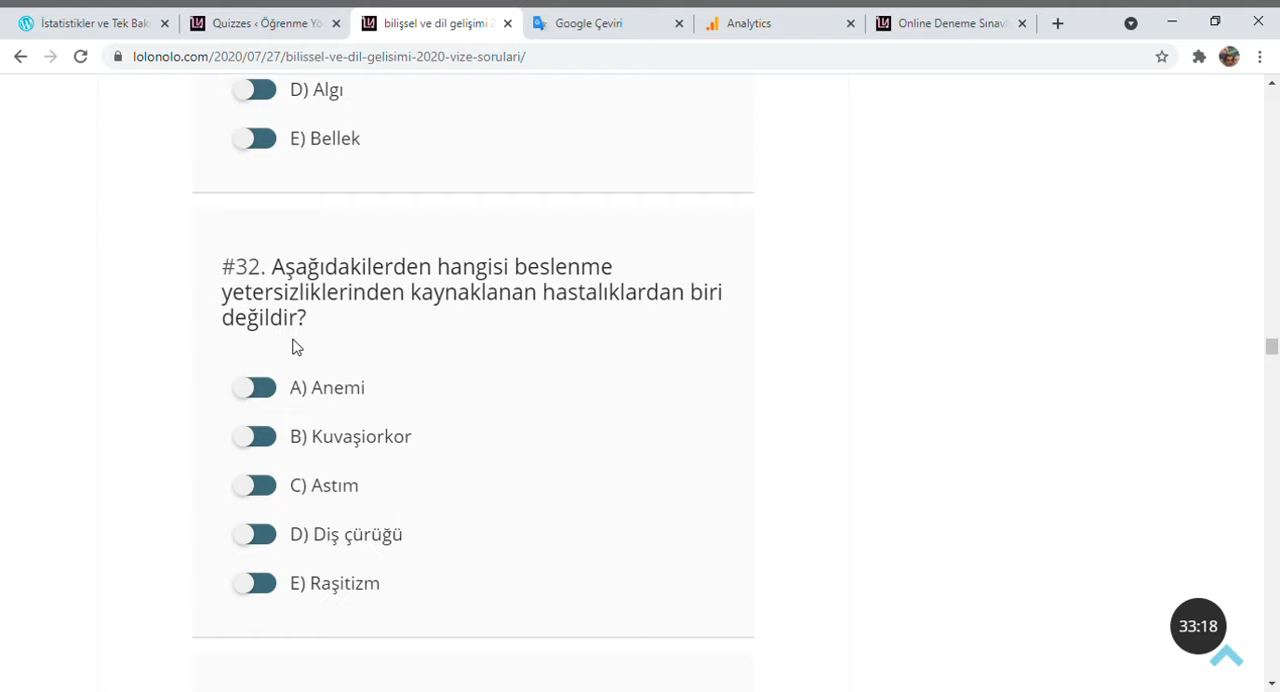 İstatistikler ve Tek Bakı
Quizzes ‹ Öğrenme Yö
bilişsel ve dil gelişimi 2
Google Çeviri
Analytics
Online Deneme Sınavl
lolonolo.com/2020/07/27/bilissel-ve-dil-gelisimi-2020-vize-sorulari/
D) Algı
E) Bellek
#32. Aşağıdakilerden hangisi beslenme
yetersizliklerinden kaynaklanan hastalıklardan biri
değildir?
A) Anemi
B) Kuvaşiorkor
C) Astım
D) Diş çürüğü
E) Raşitizm
33:18